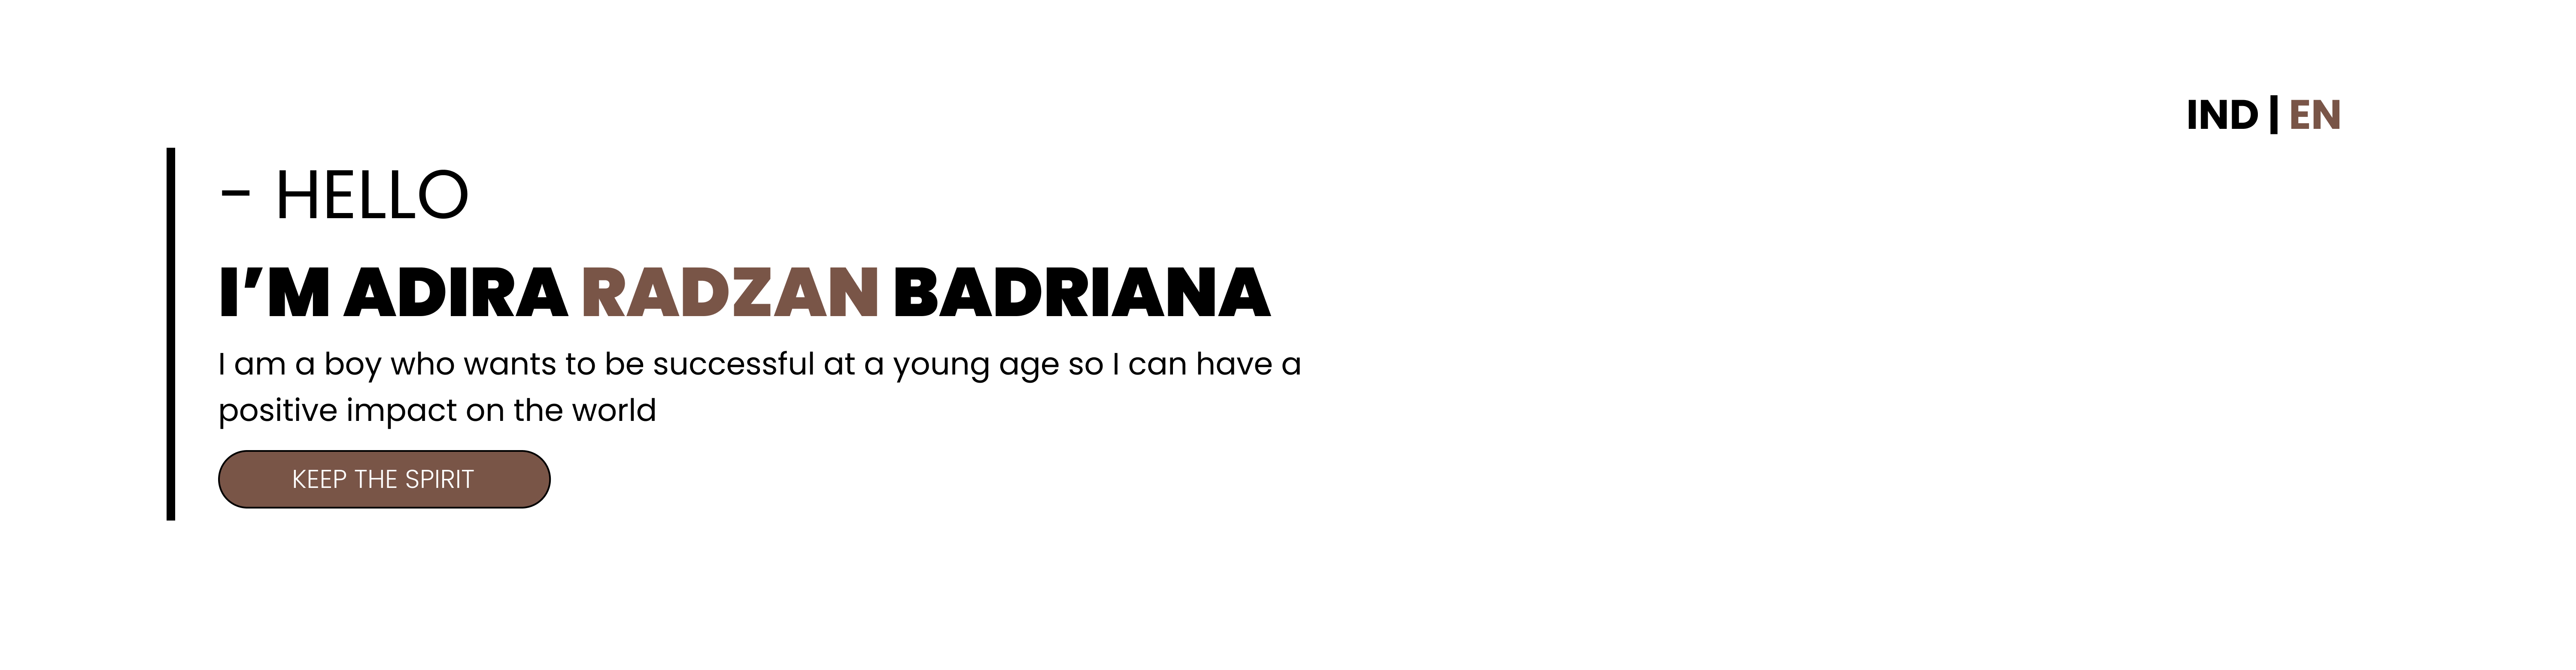 IND | EN
- HELLO
I’M ADIRA RADZAN BADRIANA
I am a boy who wants to be successful at a young age so I can have a
positive impact on the world
KEEP THE SPIRIT